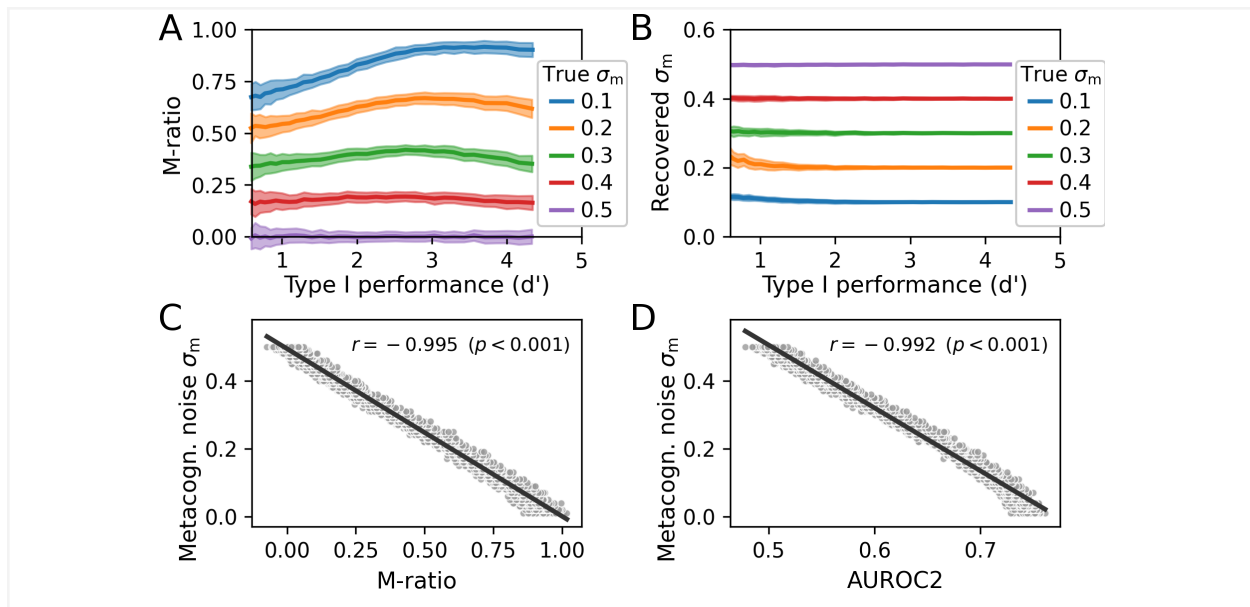 A
1.00
0.75
0.50
0.25
0.00
M-ratio
1
2
3
4
5
Type I performance (d')
True σm
0.1
0.2
0.3
0.4
0.5
B
0.6
0.4
0.2
0.0
Recovered σm
1
2
3
4
5
Type I performance (d')
True σm
0.1
0.2
0.3
0.4
0.5
C
0.4
0.2
0.0
Metacogn. noise σm
r = −0.995 (p < 0.001)
0.00
0.25
0.50
0.75
1.00
M-ratio
D
0.4
0.2
0.0
Metacogn. noise σm
r = −0.992 (p < 0.001)
0.5
0.6
0.7
AUROC2